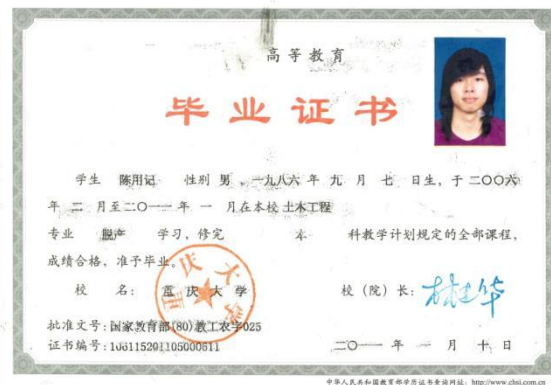 高等教育
毕业证书
学生 陈用记 性别 男 ，一九八六 年 九 月 七 日生，于 二〇〇六
年 二 月至二〇一一 年 一 月在本校 土木工程
专业 脱产 学习，修完 本 科教学计划规定的全部课程，
成绩合格，准予毕业。
校 名： 重庆大学
校（院）长：
批准文号：国家教育部(80)教工农字025
证书编号：106115201105000611
二〇一一 年 一 月 十 日
重庆大学
中华人民共和国教育部学历证书查询网址：http://www.chsi.com.cn